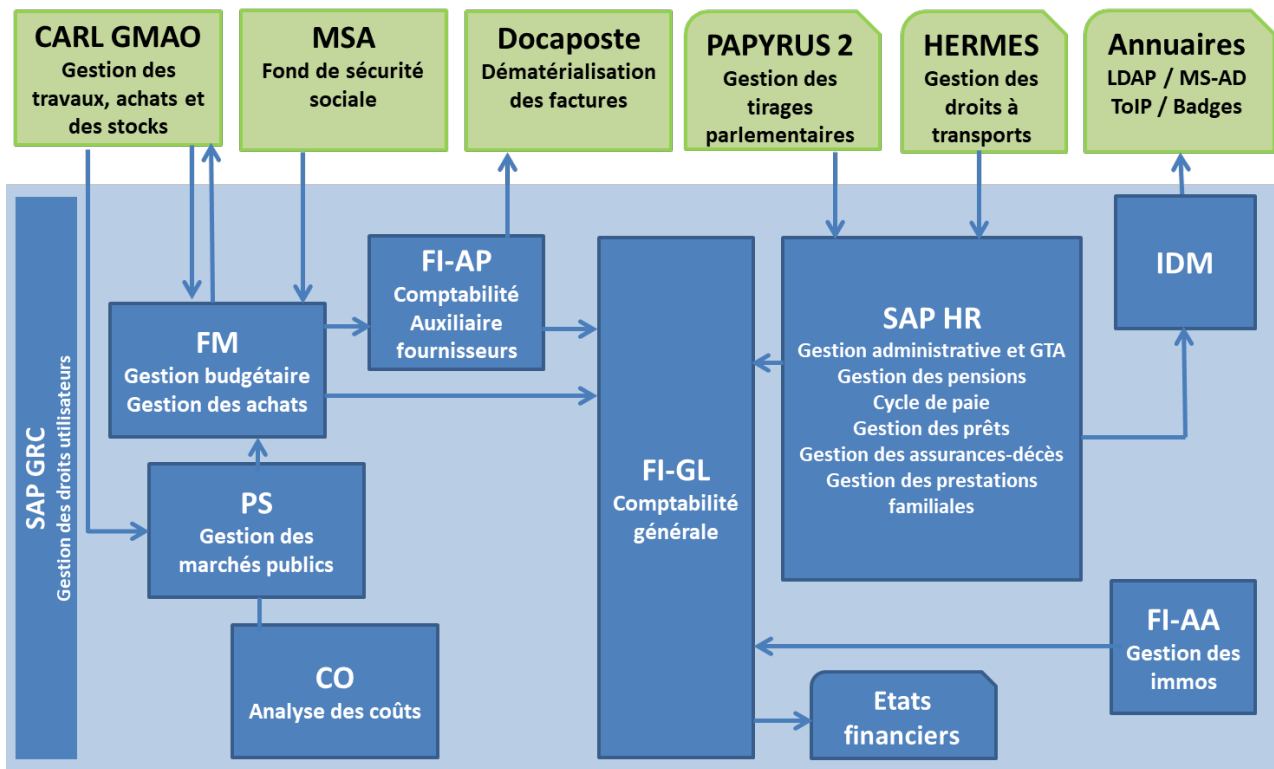 CARL GMAO
Gestion des
travaux, achats et
des stocks
MSA
Fond de sécurité
sociale
Docaposte
Dématérialisation
des factures
PAPYRUS 2
Gestion des
tirages
parlementaires
HERMES
Gestion des
droits à
transports
Annuaires
LDAP / MS-AD
ToIP / Badges
SAP GRC
Gestion des droits utilisateurs
FM
Gestion budgétaire
Gestion des achats
FI-AP
Comptabilité
Auxiliaire
fournisseurs
PS
Gestion des
marchés publics
CO
Analyse des coûts
FI-GL
Comptabilité
générale
SAP HR
Gestion administrative et GTA
Gestion des pensions
Cycle de paie
Gestion des prêts
Gestion des assurances-décès
Gestion des prestations
familiales
IDM
FI-AA
Gestion des
immos
Etats
financiers